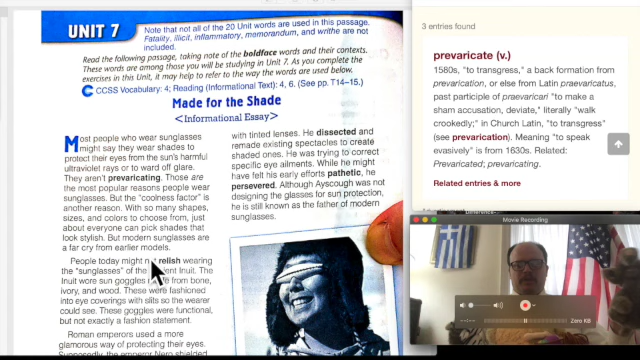 UNIT 7
Note that not all of the 20 Unit words are used in this passage.
Fatality, illicit, inflammatory, memorandum, and writhe are not
included.
Read the following passage, taking note of the boldface words and their contexts.
These words are among those you will be studying in Unit 7. As you complete the
exercises in this Unit, it may help to refer to the way the words are used below.
CCSS Vocabulary: 4; Reading (Informational Text): 4, 6. (See pp. T14–15.)
Made for the Shade
<Informational Essay>
Most people who wear sunglasses
might say they wear shades to
protect their eyes from the sun's harmful
ultraviolet rays or to ward off glare.
They aren't prevaricating. Those are
the most popular reasons people wear
sunglasses. But the "coolness factor" is
another reason. With so many shapes,
sizes, and colors to choose from, just
about everyone can pick shades that
look stylish. But modern sunglasses are
a far cry from earlier models.
People today might relish wearing
the "sunglasses" of the Inuit. The
Inuit wore sun goggles from bone,
ivory, and wood. These were fashioned
into eye coverings with slits so the wearer
could see. These goggles were functional,
but not exactly a fashion statement.
Roman emperors used a more
glamorous way of protecting their eyes.
Supposedly, the emperor Nero shielded
with tinted lenses. He dissected and
remade existing spectacles to create
shaded ones. He was trying to correct
specific eye ailments. While he might
have felt his early efforts pathetic, he
persevered. Although Ayscough was not
designing the glasses for sun protection,
he is still known as the father of modern
sunglasses.
3 entries found
prevaricate (v.)
1580s, "to transgress," a back formation from
prevarication, or else from Latin praevaricatus,
past participle of praevaricari "to make a
sham accusation, deviate," literally "walk
crookedly;" in Church Latin, "to transgress"
(see prevarication). Meaning "to speak
evasively" is from 1630s. Related:
Prevaricated; prevaricating.
Related entries & more
Movie Recording
Zero KB